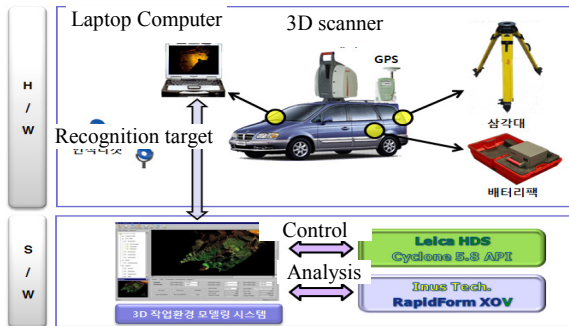 Laptop Computer
3D scanner
GPS
H
/
W
Recognition target
삼각대
배터리팩
S
/
W
Control
Leica HDS
Cyclone 5.8 API
Analysis
Inus Tech.
RapidForm XOV
3D 작업환경 모델링 시스템